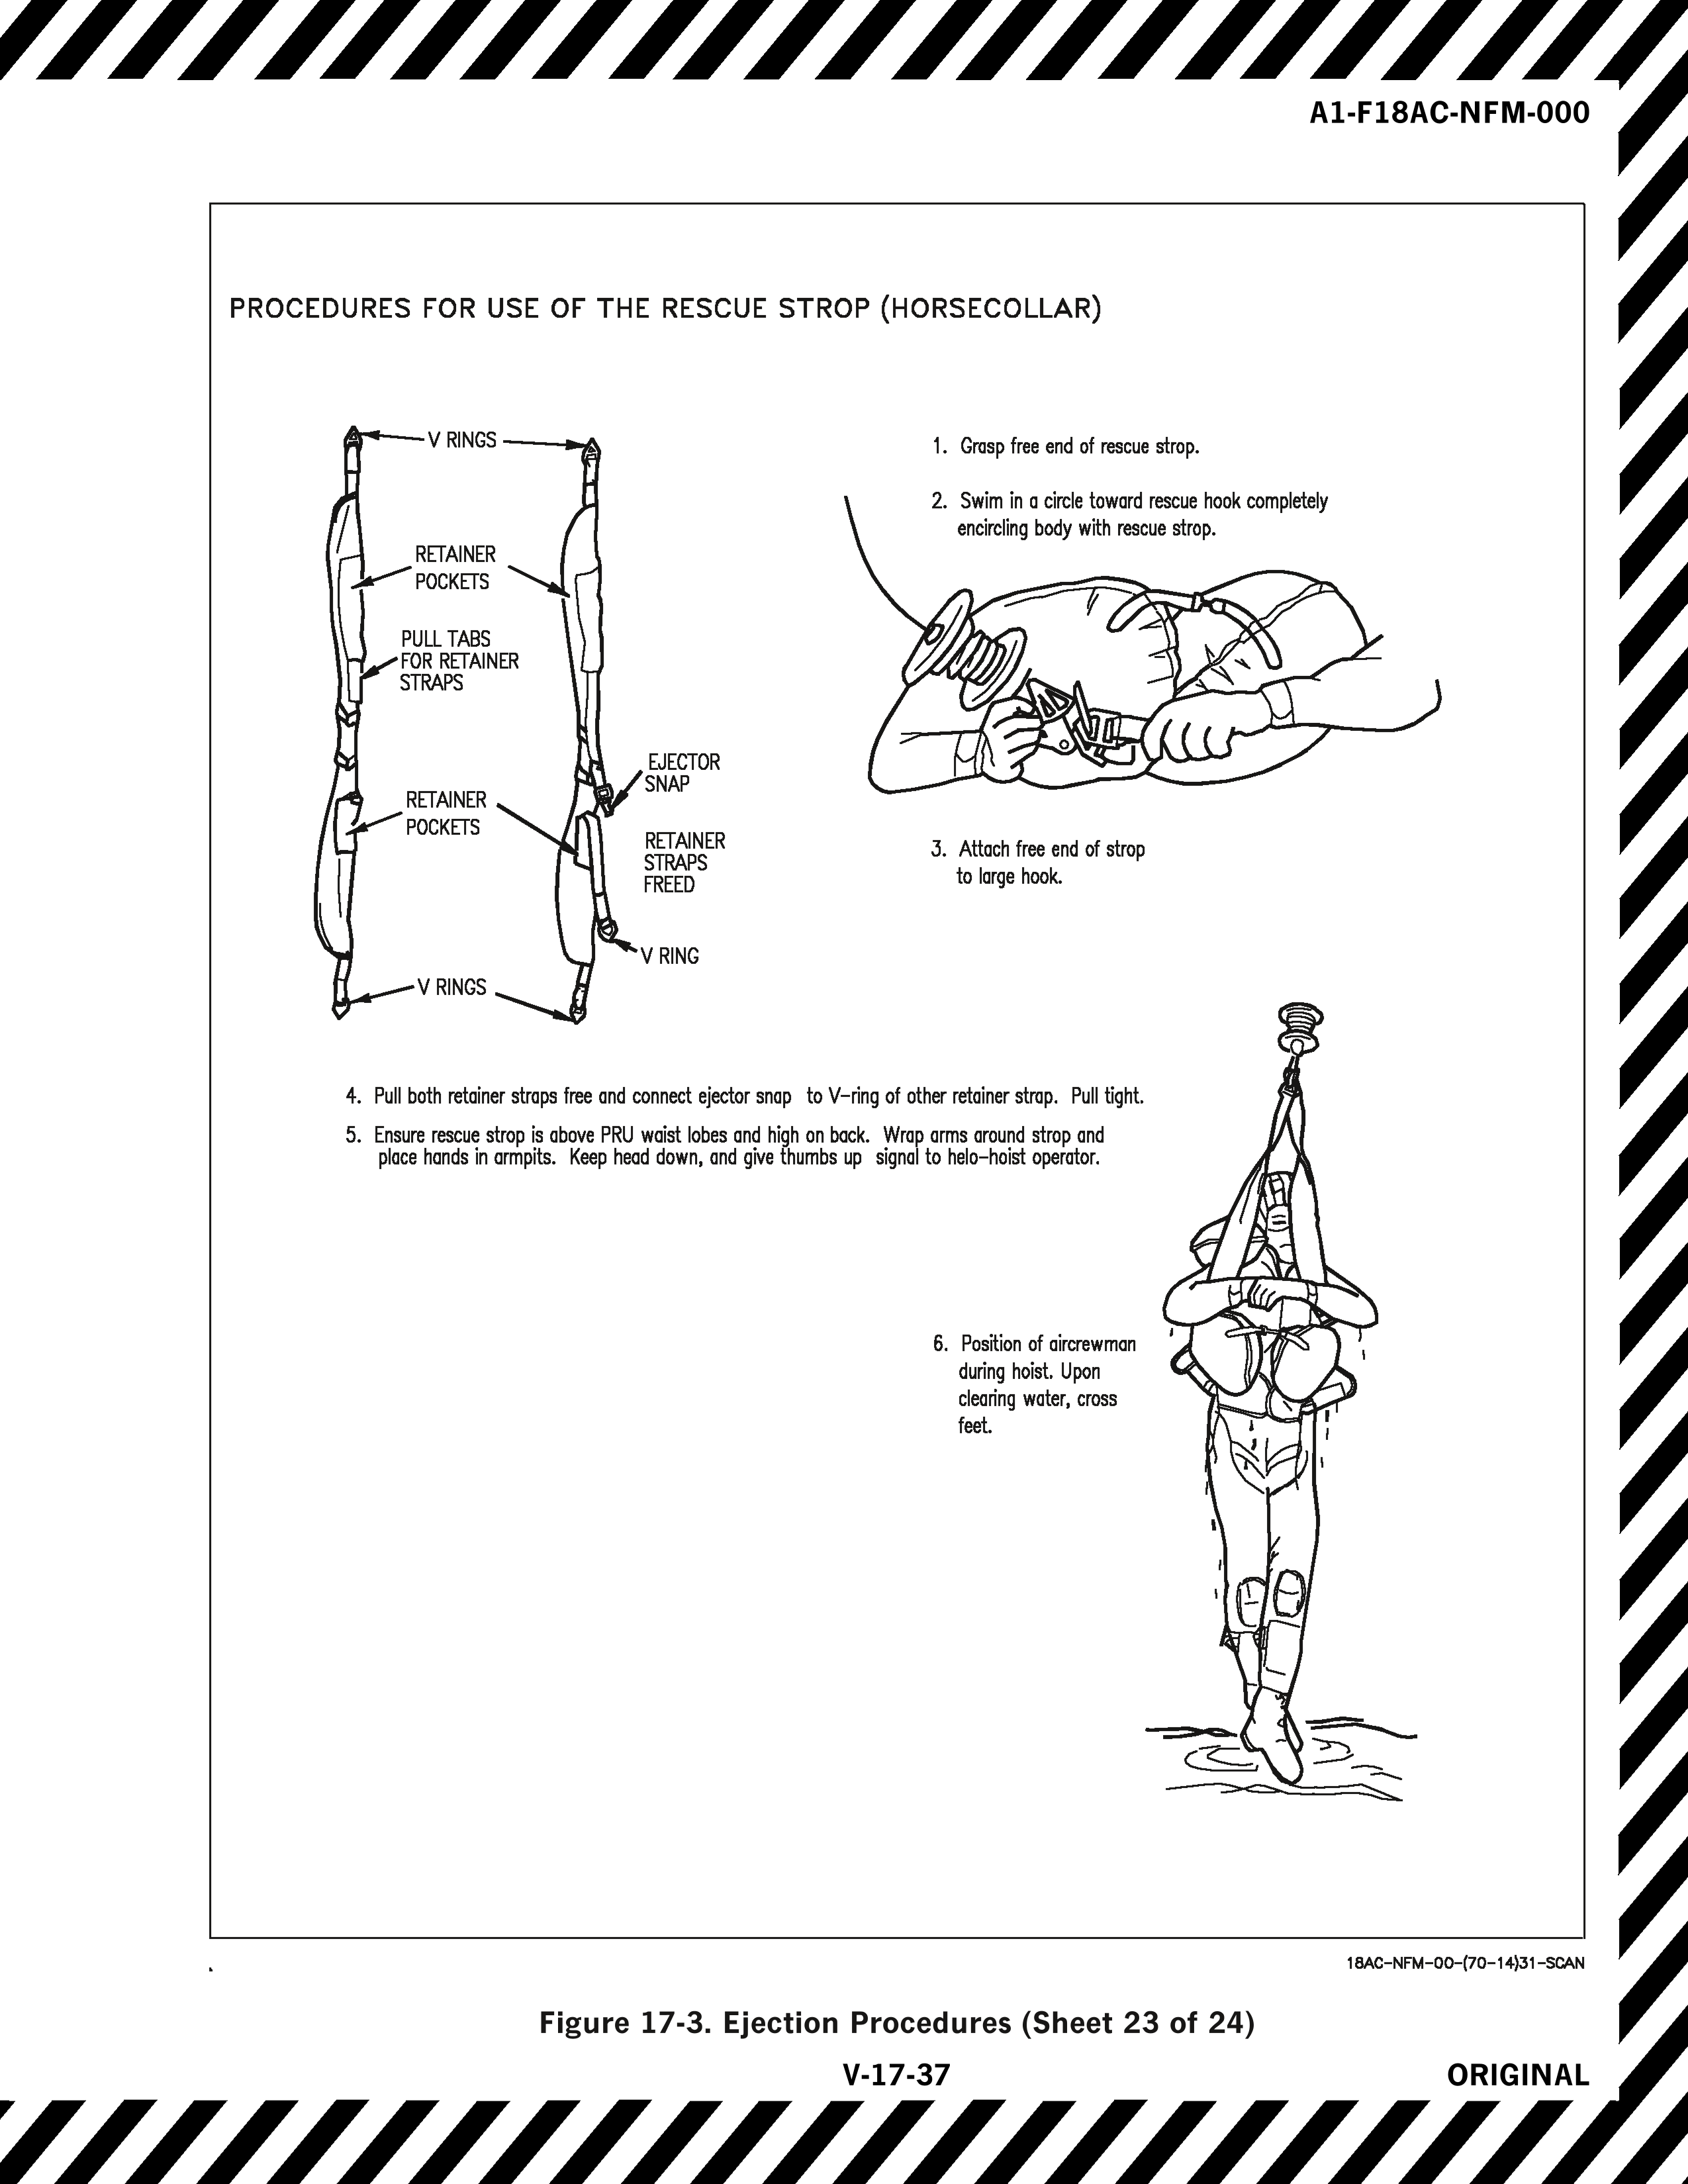 A1-F18AC-NFM-000
PROCEDURES FOR USE OF THE RESCUE STROP (HORSECOLLAR)
V RINGS
RETAINER
POCKETS
PULL TABS
FOR RETAINER
STRAPS
EJECTOR
SNAP
RETAINER
POCKETS
RETAINER
STRAPS
FREED
V RING
V RINGS
1. Grasp free end of rescue strop.
2. Swim in a circle toward rescue hook completely
encircling body with rescue strop.
3. Attach free end of strop
to large hook.
4. Pull both retainer straps free and connect ejector snap to V-ring of other retainer strap. Pull tight.
5. Ensure rescue strop is above PRU waist lobes and high on back. Wrap arms around strop and
place hands in armpits. Keep head down, and give thumbs up signal to helo-hoist operator.
6. Position of aircrewman
during hoist. Upon
clearing water, cross
feet.
18AC-NFM-00-(70-14)31-SCAN
Figure 17-3. Ejection Procedures (Sheet 23 of 24)
V-17-37
ORIGINAL